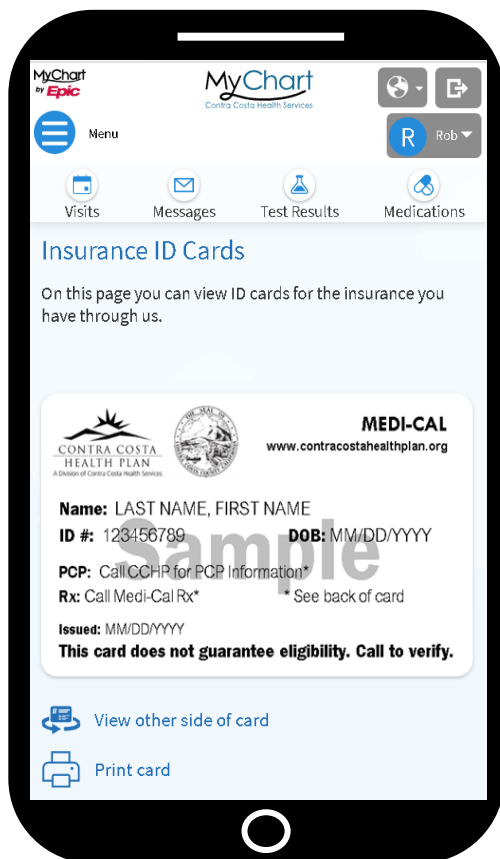 MyChart
by Epic
MyChart
Contra Costa Health Services
Menu
R Rob
Visits Messages Test Results Medications
Insurance ID Cards
On this page you can view ID cards for the insurance you
have through us.
CONTRA COSTA
HEALTH PLAN
A Division of Contra Costa Health Services
MEDI-CAL
www.contracostahealthplan.org
Name: LAST NAME, FIRST NAME
ID #: 123456789 DOB: MM/DD/YYYY
Sample
PCP: Call CCHP for PCP Information*
Rx: Call Medi-Cal Rx* * See back of card
Issued: MM/DD/YYYY
This card does not guarantee eligibility. Call to verify.
View other side of card
Print card